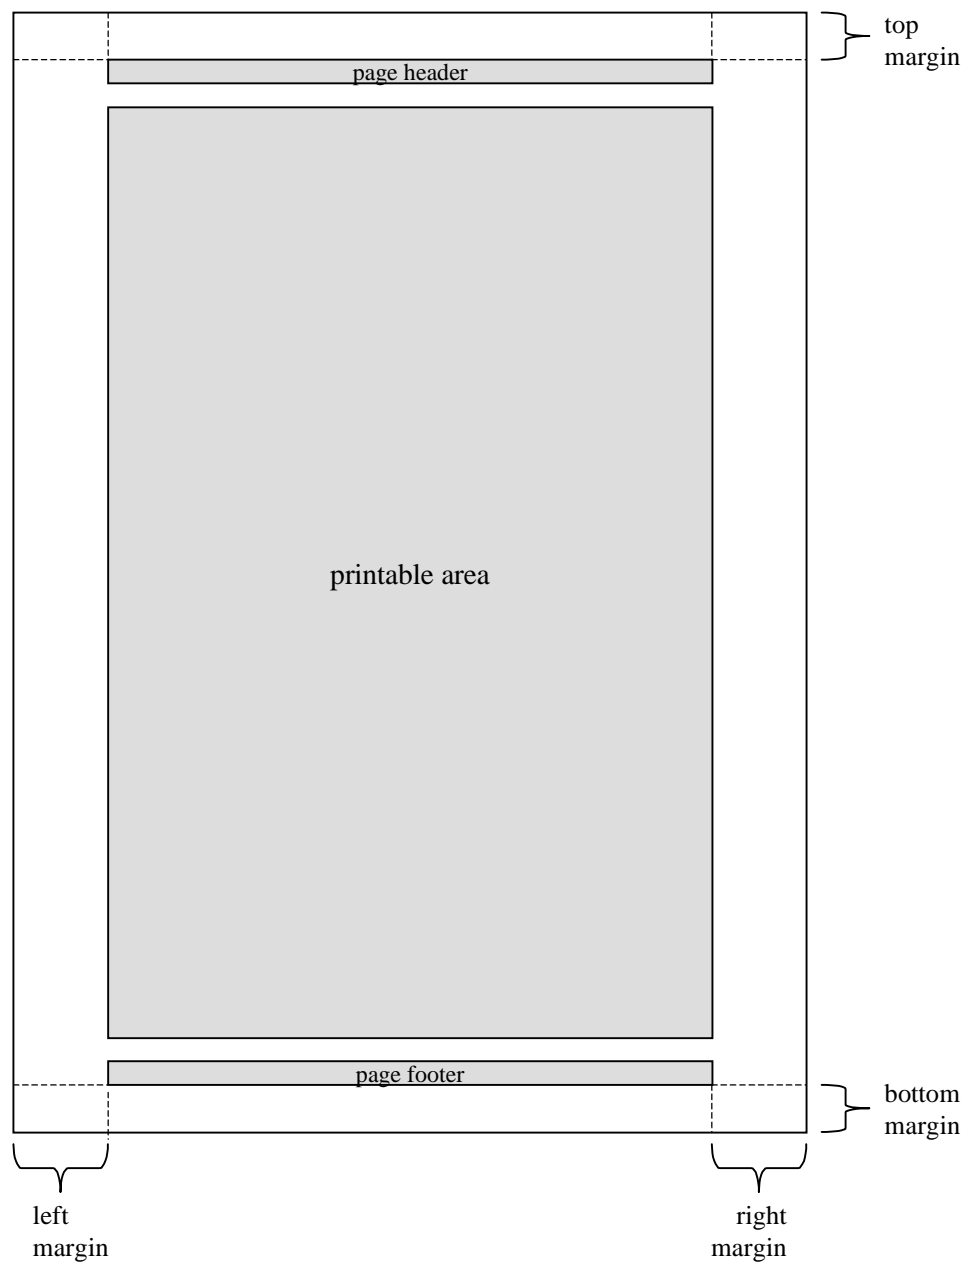 top
margin
page header
printable area
page footer
bottom
margin
left
margin
right
margin